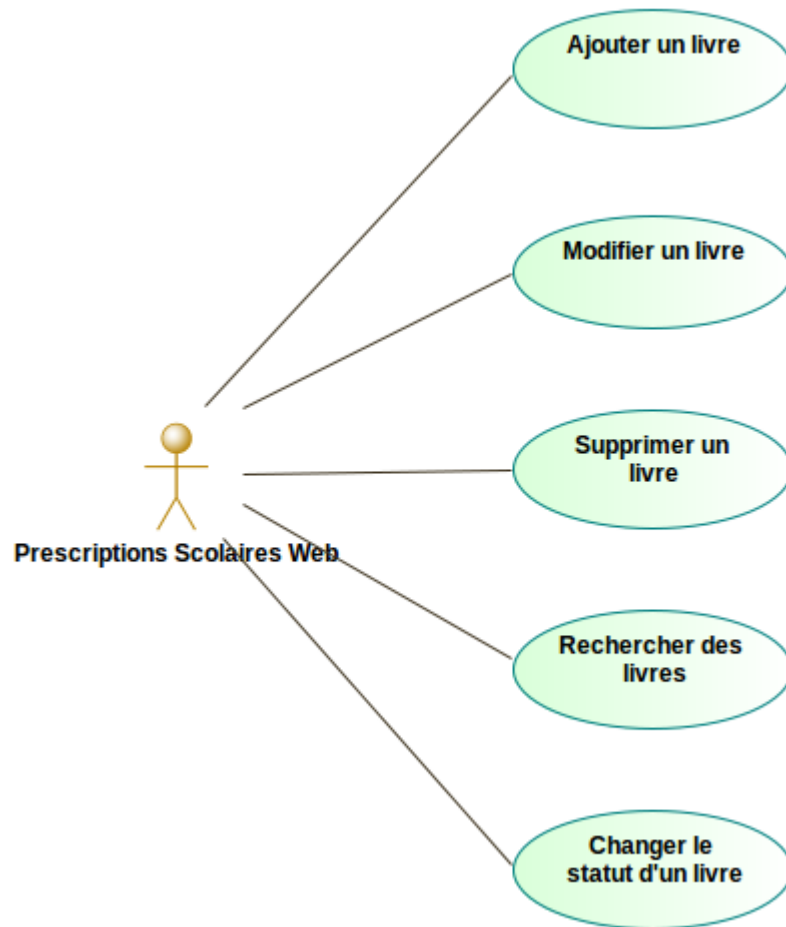 Ajouter un livre
Modifier un livre
Supprimer un
livre
Prescriptions Scolaires Web
Rechercher des
livres
Changer le
statut d'un livre